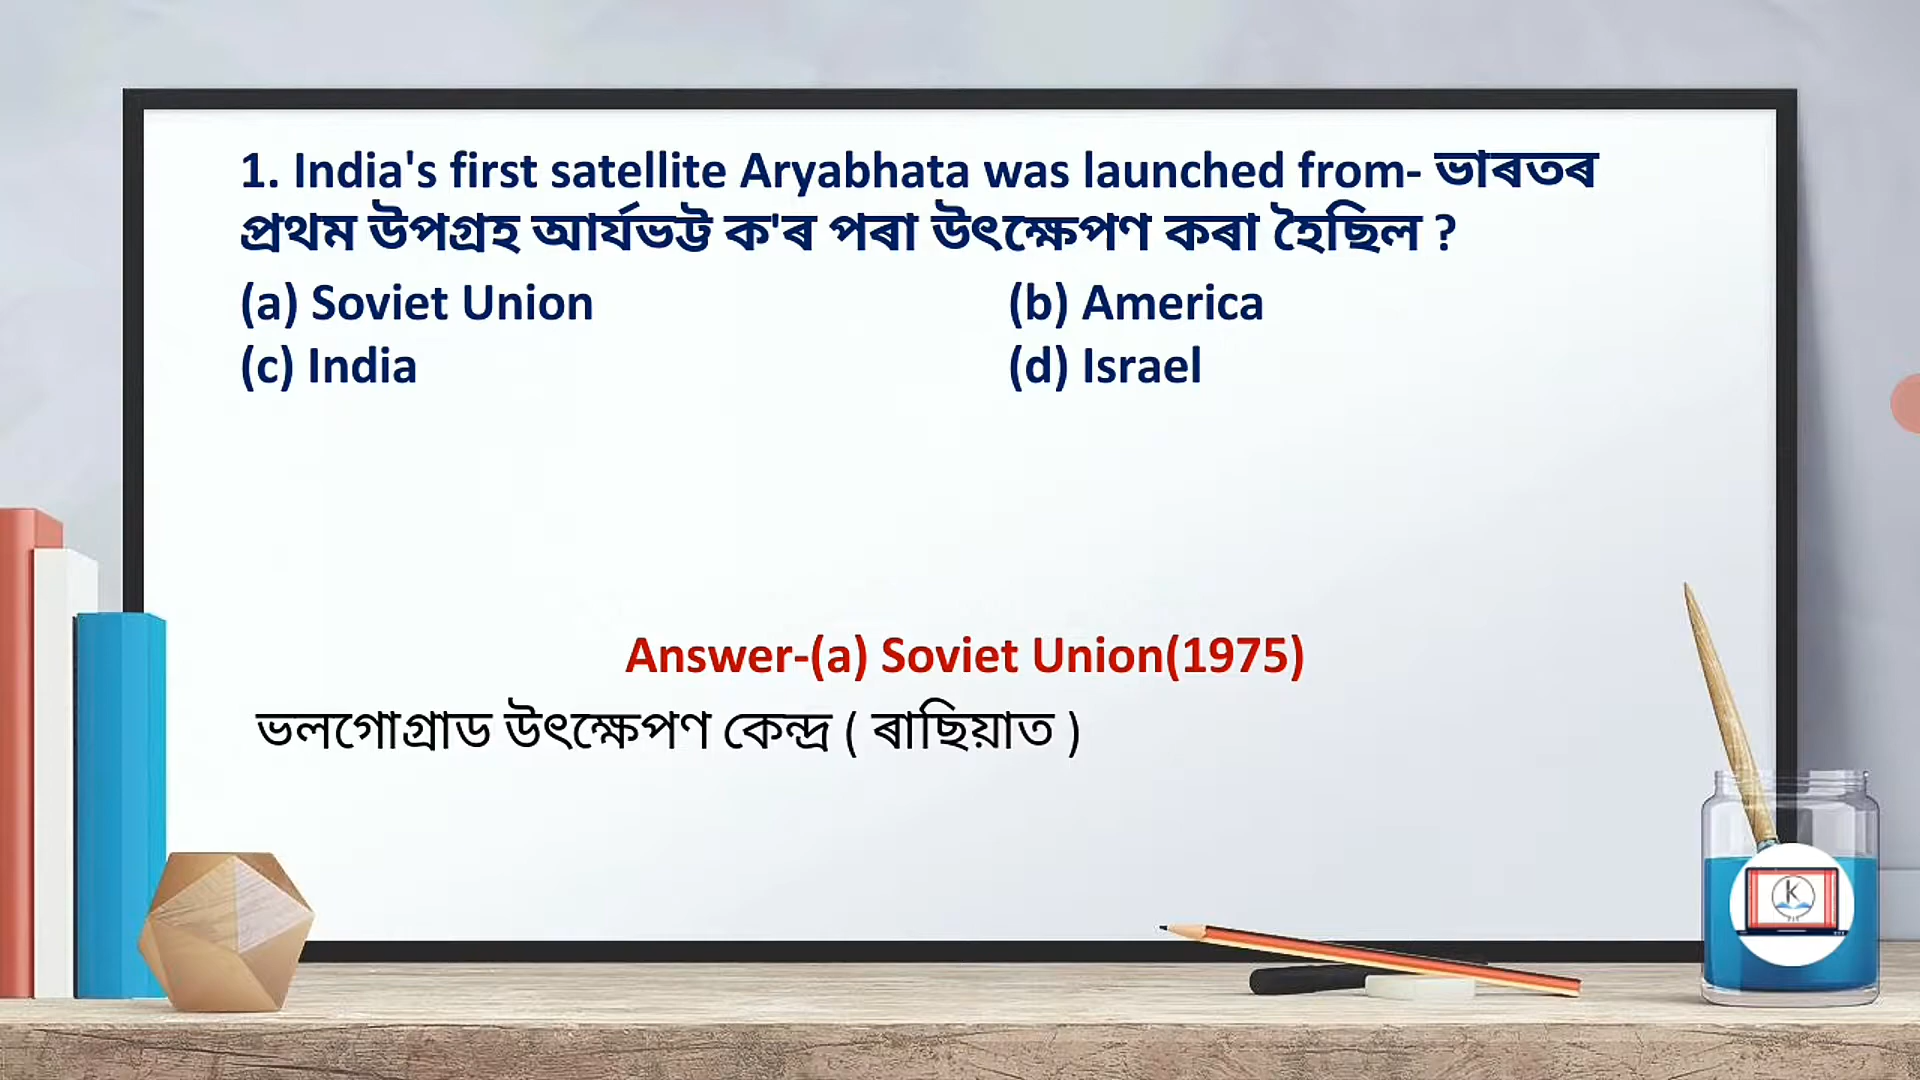 1. India's first satellite Aryabhata was launched from- ভাৰতৰ
প্ৰথম উপগ্ৰহ আৰ্যভট্ট ক'ৰ পৰা উৎক্ষেপণ কৰা হৈছিল ?
(a) Soviet Union (b) America
(c) India (d) Israel
Answer-(a) Soviet Union(1975)
ভলগোগ্ৰাড উৎক্ষেপণ কেন্দ্ৰ ( ৰাছিয়াত )
K